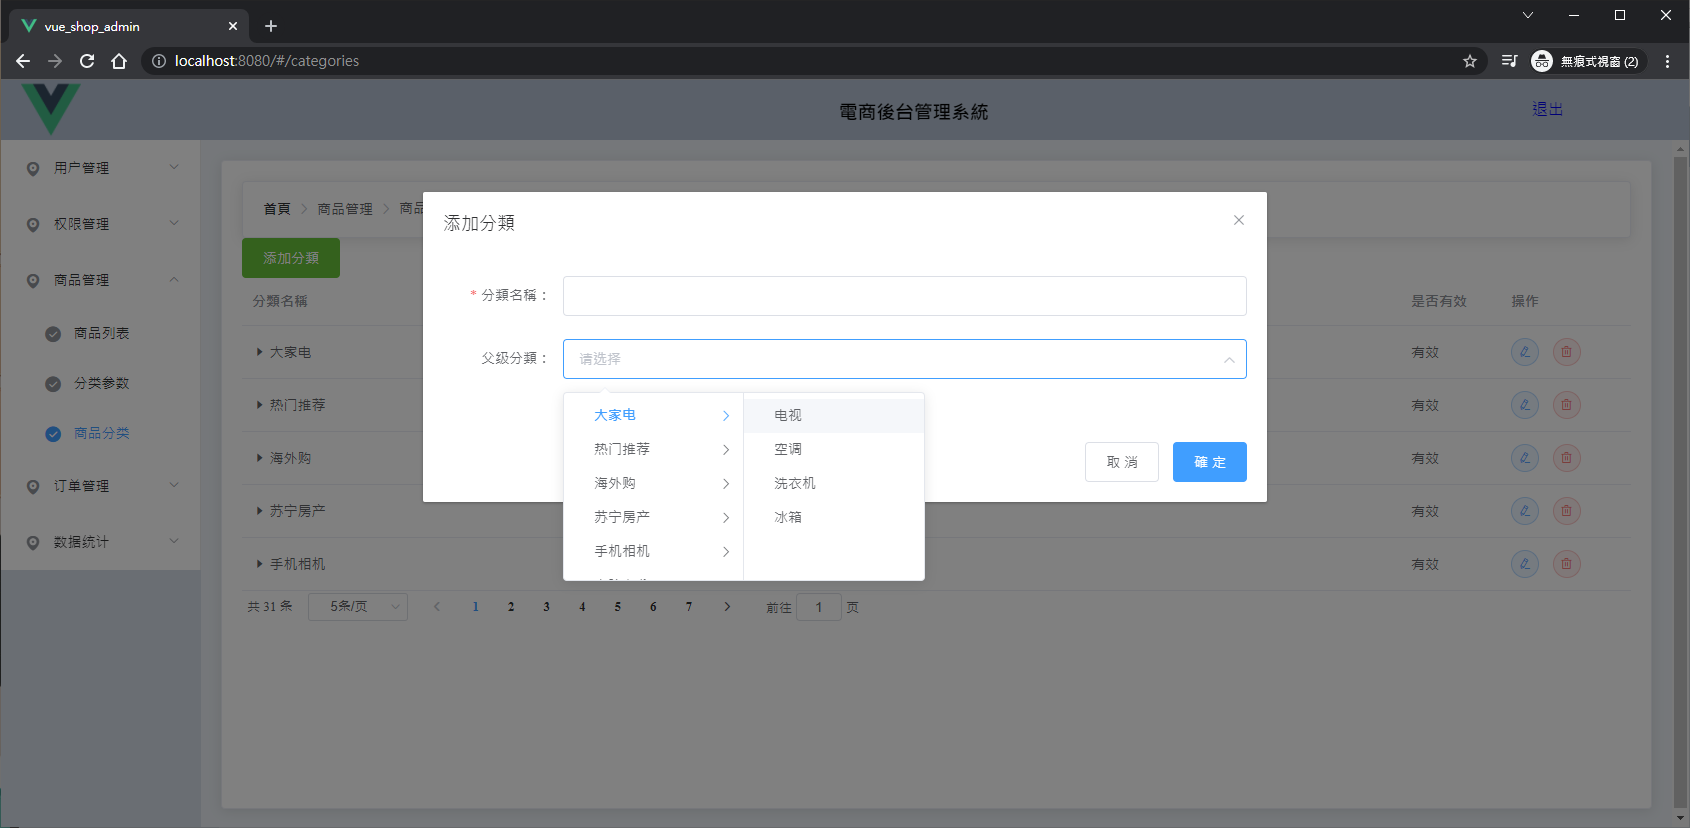 vue_shop_admin
localhost:8080/#/categories
無痕式視窗 (2)
電商後台管理系統
退出
用户管理
权限管理
商品管理
商品列表
分类参数
商品分类
订单管理
数据统计
首頁 商品管理 商品
添加分類
分類名稱 是否有效 操作
大家电 有效
热门推荐 有效
海外购 有效
苏宁房产 有效
手机相机 有效
共 31 条 5条/页 1 2 3 4 5 6 7 前往 1 页
添加分類
* 分類名稱：
父级分類： 请选择
大家电
热门推荐
海外购
苏宁房产
手机相机
电视
空调
洗衣机
冰箱
取 消 確 定